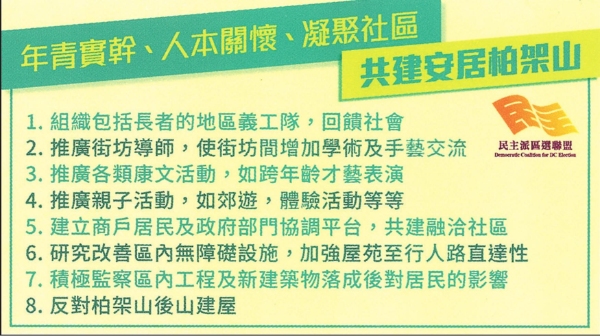 年青實幹、人本關懷、凝聚社區
共建安居柏架山
民主
民主派區選聯盟
Democratic Coalition for DC Election
1. 組織包括長者的地區義工隊，回饋社會
2. 推廣街坊導師，使街坊間增加學術及手藝交流
3. 推廣各類康文活動，如跨年齡才藝表演
4. 推廣親子活動，如郊遊，體驗活動等等
5. 建立商戶居民及政府部門協調平台，共建融洽社區
6. 研究改善區內無障礙設施，加強屋苑至行人路直達性
7. 積極監察區內工程及新建築物落成後對居民的影響
8. 反對柏架山後山建屋